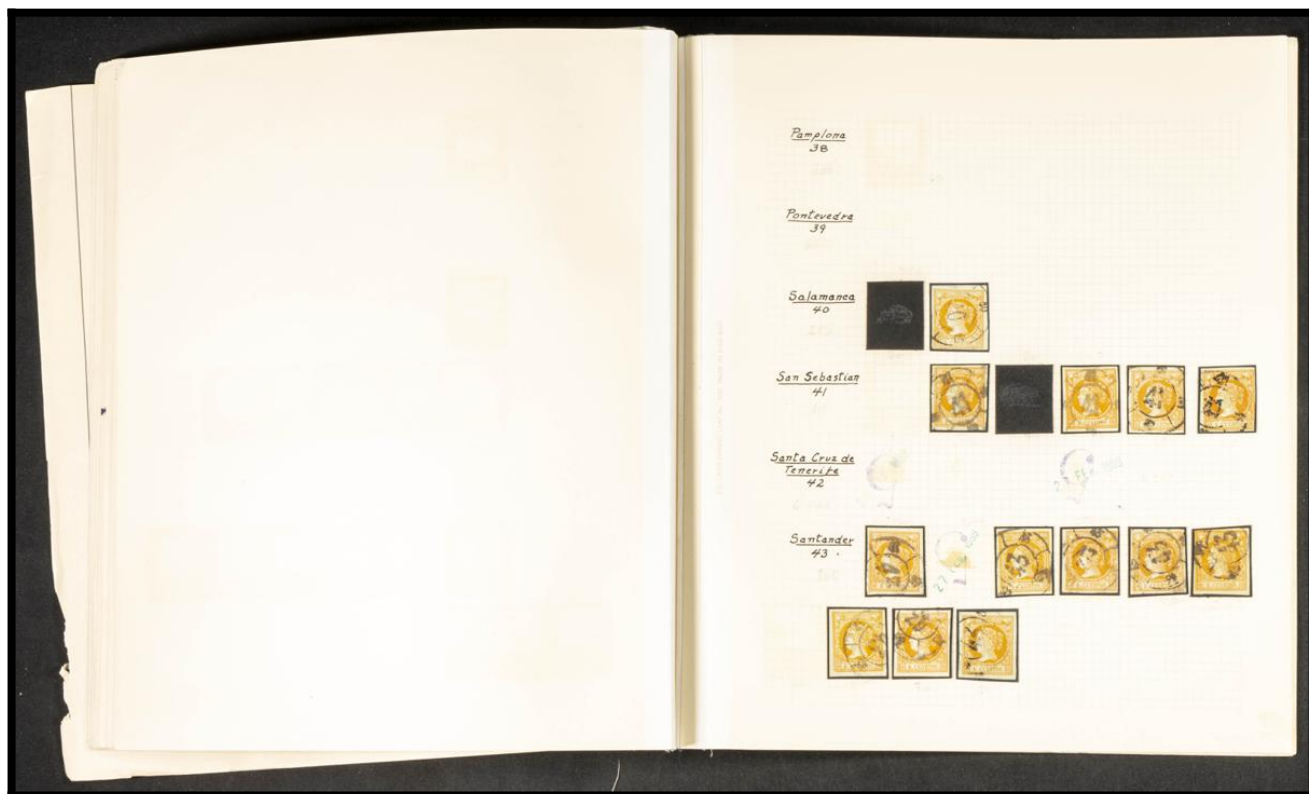 Pamplona
38
Pontevedra
39
Salamanca
40
San Sebastian
41
Santa Cruz de
Tenerife
42
Santander
43